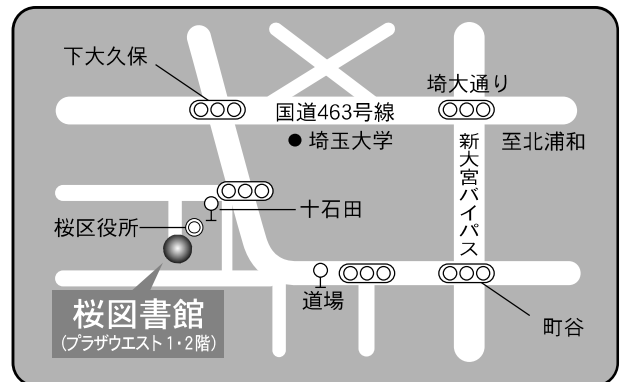 下大久保
埼大通り
国道463号線
● 埼玉大学
新大宮バイパス
至北浦和
十石田
桜区役所
道場
桜図書館
(プラザウエスト1・2階)
町谷